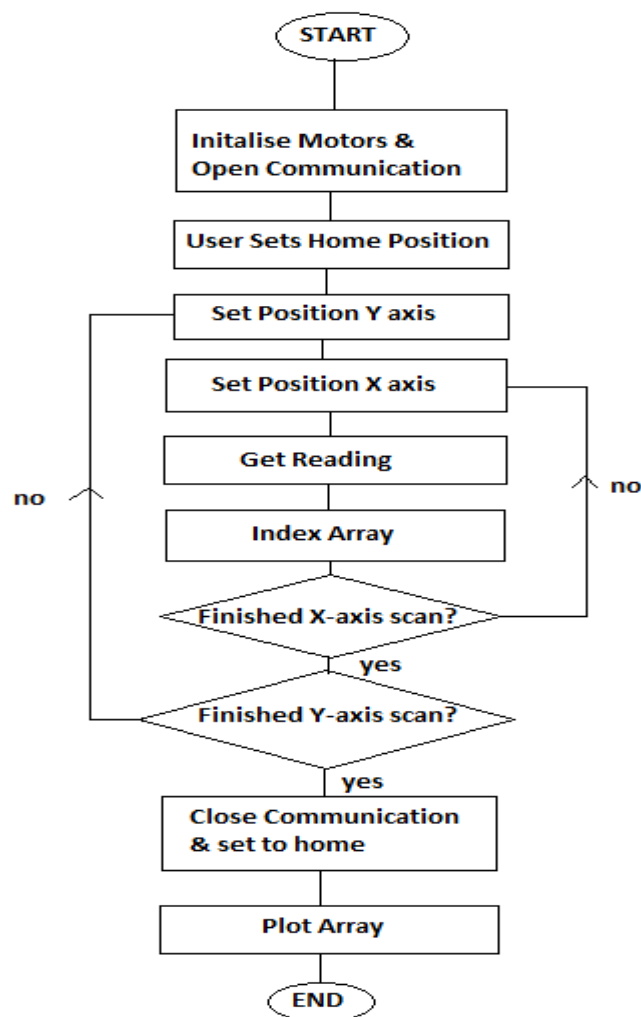 START
Initalise Motors &
Open Communication
User Sets Home Position
Set Position Y axis
Set Position X axis
Get Reading
no
no
Index Array
Finished X-axis scan?
yes
Finished Y-axis scan?
yes
Close Communication
& set to home
Plot Array
END